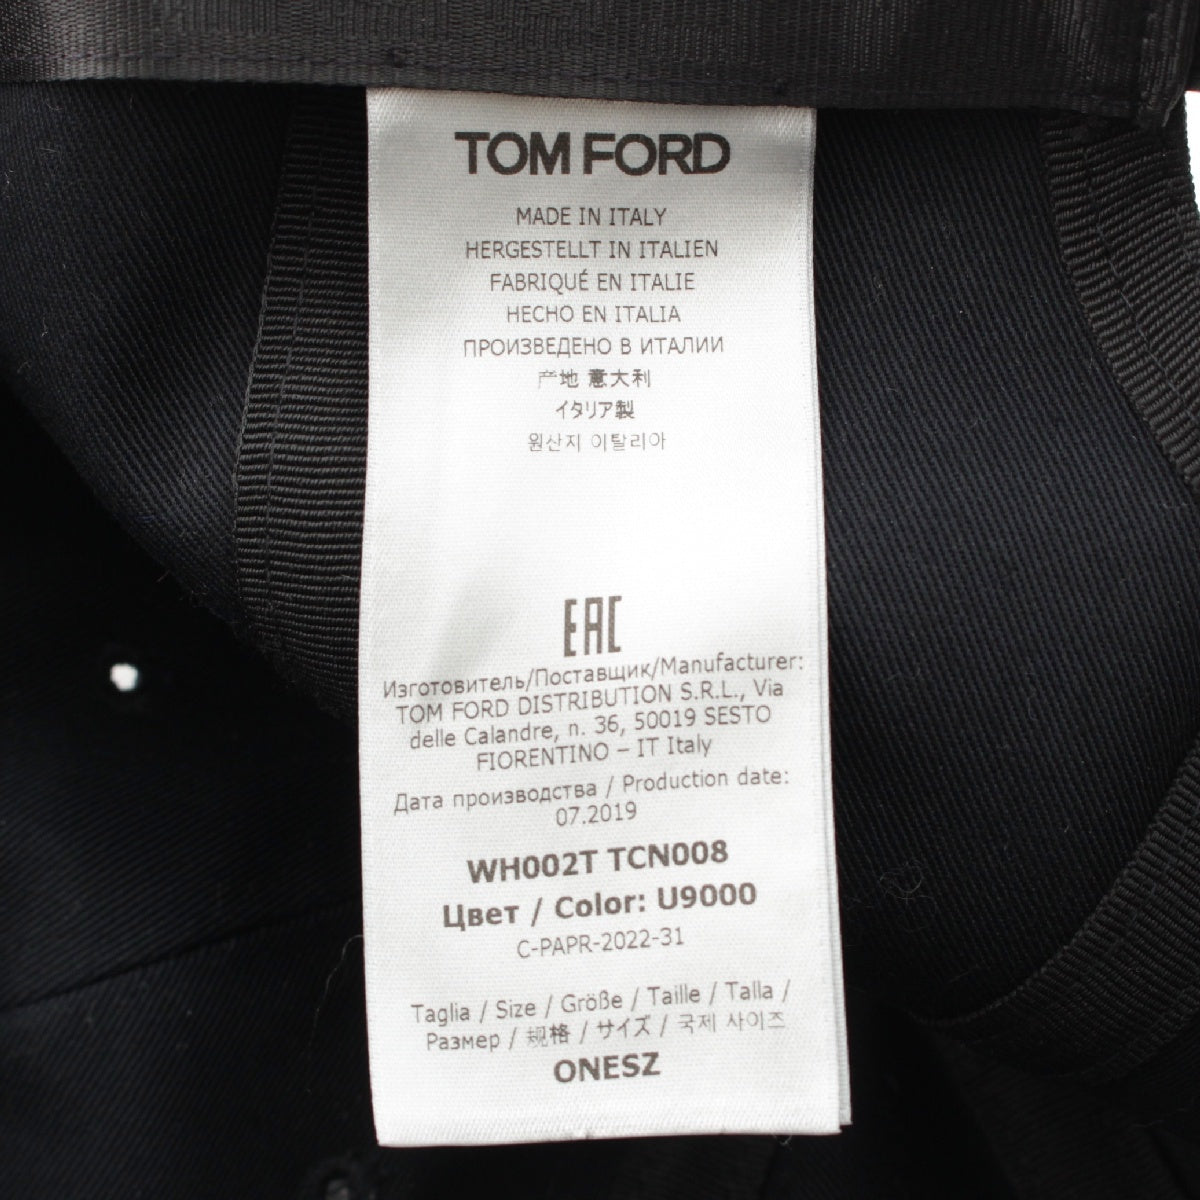 TOM FORD
MADE IN ITALY
HERGESTELLT IN ITALIEN
FABRIQUÉ EN ITALIE
HECHO EN ITALIA
ПРОИЗВЕДЕНО В ИТАЛИИ
产地 意大利
イタリア製
원산지 이탈리아
EAC
Изготовитель/Поставщик/Manufacturer:
TOM FORD DISTRIBUTION S.R.L., Via
delle Calandre, n. 36, 50019 SESTO
FIORENTINO – IT Italy
Дата производства / Production date:
07.2019
WH002T TCN008
Цвет / Color: U9000
C-PAPR-2022-31
Taglia / Size / Größe / Taille / Talla /
Размер / 规格 / サイズ / 국제 사이즈
ONESZ